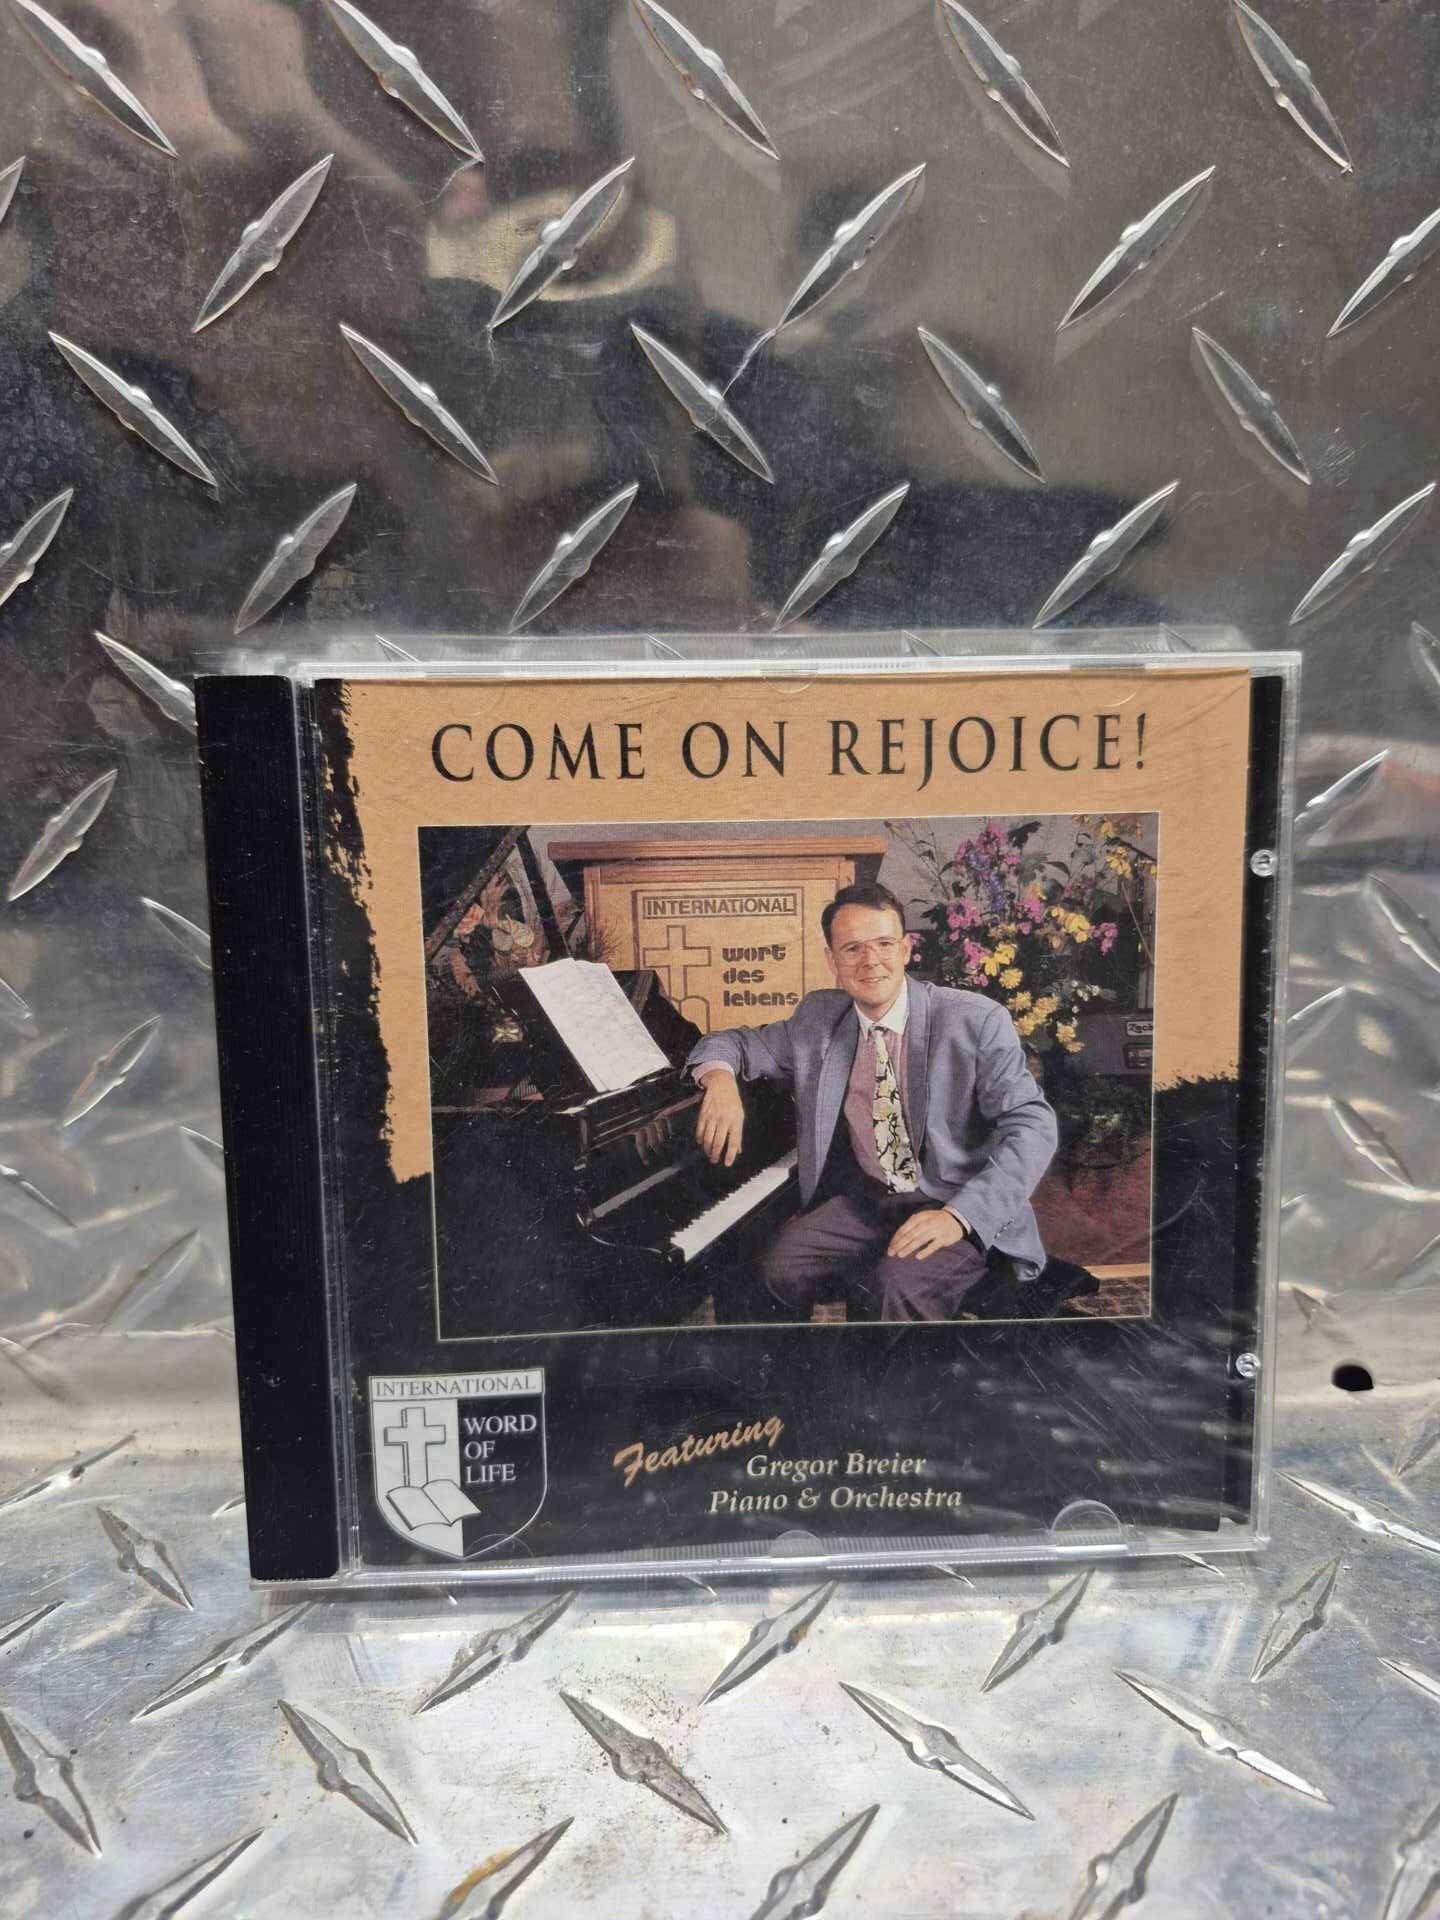 COME ON REJOICE!
INTERNATIONAL
wort
des
lebens
INTERNATIONAL
WORD
OF
LIFE
Featuring
Gregor Breier
Piano & Orchestra